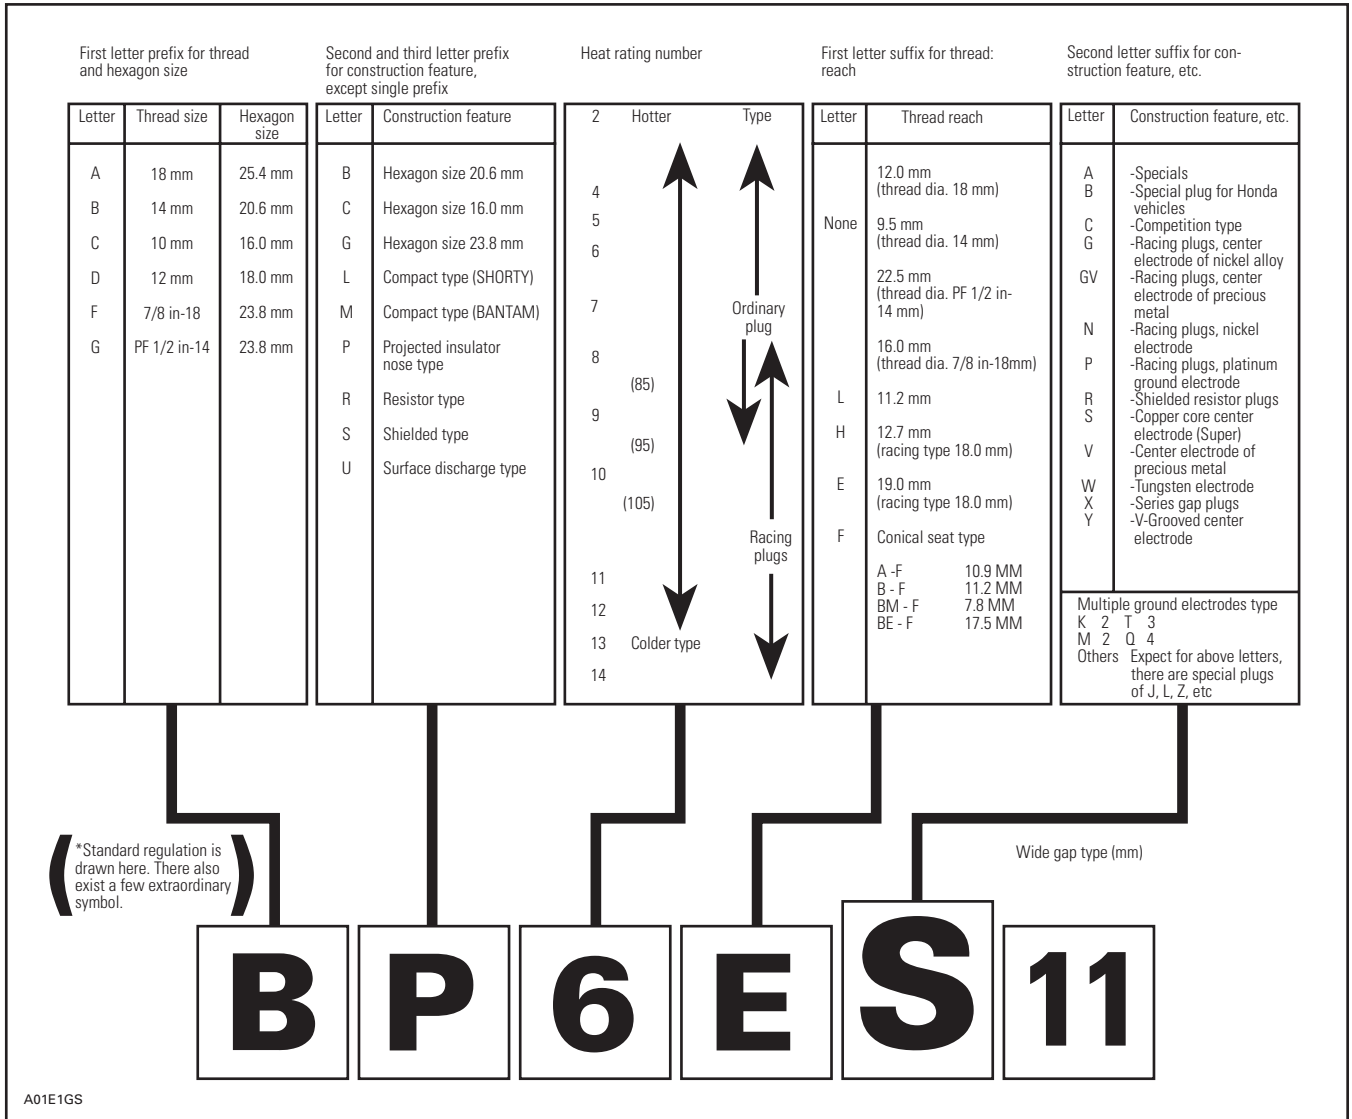 First letter prefix for thread
and hexagon size
Letter Thread size Hexagon
size
A 18 mm 25.4 mm
B 14 mm 20.6 mm
C 10 mm 16.0 mm
D 12 mm 18.0 mm
F 7/8 in-18 23.8 mm
G PF 1/2 in-14 23.8 mm
Second and third letter prefix
for construction feature,
except single prefix
Letter Construction feature
B Hexagon size 20.6 mm
C Hexagon size 16.0 mm
G Hexagon size 23.8 mm
L Compact type (SHORTY)
M Compact type (BANTAM)
P Projected insulator
nose type
R Resistor type
S Shielded type
U Surface discharge type
Heat rating number
2 Hotter Type
4
5
6
7
Ordinary
plug
8
(85)
9
(95)
10
(105)
Racing
plugs
11
12
13 Colder type
14
First letter suffix for thread:
reach
Letter Thread reach
12.0 mm
(thread dia. 18 mm)
None 9.5 mm
(thread dia. 14 mm)
22.5 mm
(thread dia. PF 1/2 in-
14 mm)
16.0 mm
(thread dia. 7/8 in-18mm)
L 11.2 mm
H 12.7 mm
(racing type 18.0 mm)
E 19.0 mm
(racing type 18.0 mm)
F Conical seat type
A -F 10.9 MM
B - F 11.2 MM
BM - F 7.8 MM
BE - F 17.5 MM
Second letter suffix for con-
struction feature, etc.
Letter Construction feature, etc.
A -Specials
B -Special plug for Honda
vehicles
C -Competition type
G -Racing plugs, center
electrode of nickel alloy
GV -Racing plugs, center
electrode of precious
metal
N -Racing plugs, nickel
electrode
P -Racing plugs, platinum
ground electrode
R -Shielded resistor plugs
S -Copper core center
electrode (Super)
V -Center electrode of
precious metal
W -Tungsten electrode
X -Series gap plugs
Y -V-Grooved center
electrode
Multiple ground electrodes type
K 2 T 3
M 2 Q 4
Others Expect for above letters,
there are special plugs
of J, L, Z, etc
(*Standard regulation is
drawn here. There also
exist a few extraordinary
symbol.)
Wide gap type (mm)
B P 6 E S 11
A01E1GS